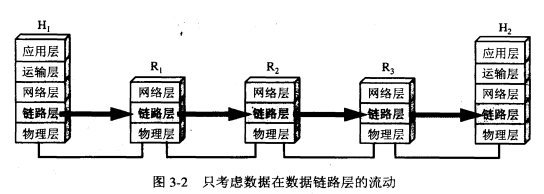 H₁
应用层
运输层
网络层
链路层
物理层
R₁
网络层
链路层
物理层
R₂
网络层
链路层
物理层
R₃
网络层
链路层
物理层
H₂
应用层
运输层
网络层
链路层
物理层
图 3-2 只考虑数据在数据链路层的流动